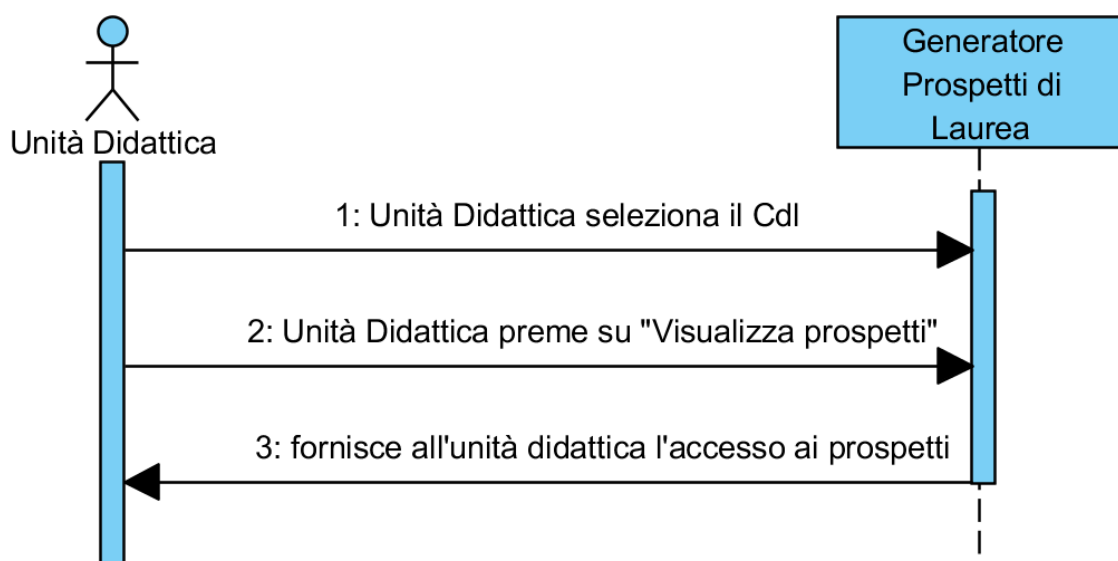 Generatore
Prospetti di
Laurea
Unità Didattica
1: Unità Didattica seleziona il Cdl
2: Unità Didattica preme su "Visualizza prospetti"
3: fornisce all'unità didattica l'accesso ai prospetti